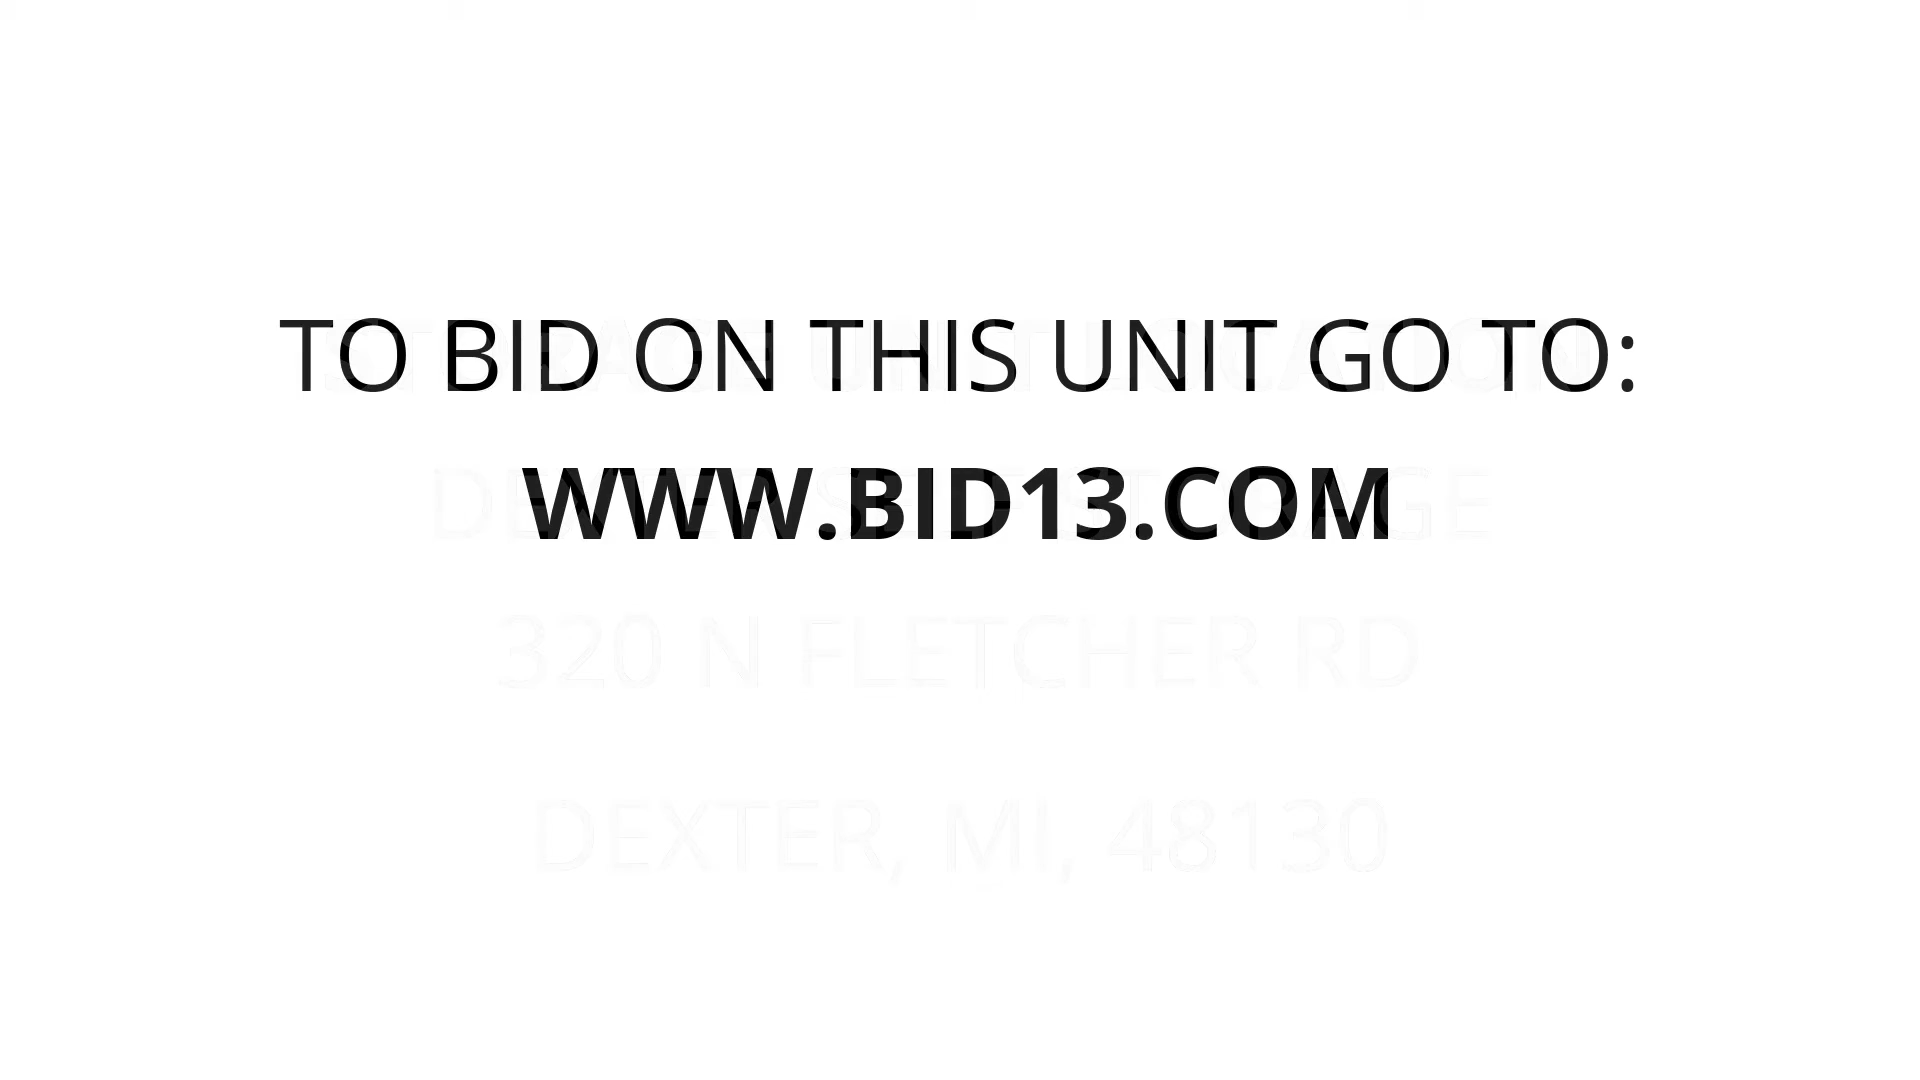 TO BID ON THIS UNIT GO TO:
WWW.BID13.COM
320 N FLETCHER RD
DEXTER, MI, 48130